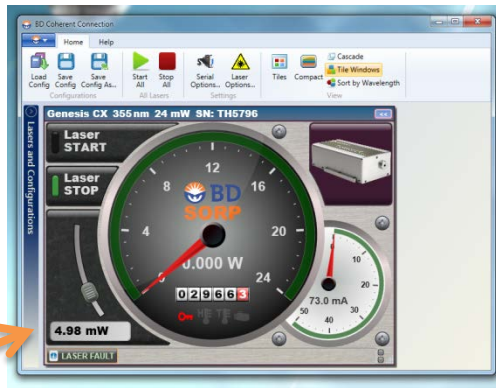 BD Coherent Connection
Home Help
Load Config
Save Config
Save Config As...
Configurations
Start All
Stop All
All Lasers
Serial Options...
Laser Options...
Settings
Tiles
Compact
Cascade
Tile Windows
Sort by Wavelength
View
Lasers and Configurations
Genesis CX 355 nm 24 mW SN: TH5796
Laser START
Laser STOP
4.98 mW
LASER FAULT
0 4 8 12 16 20 24
BD
SORP
0.000 W
029663
10 20 30 40 50
73.0 mA